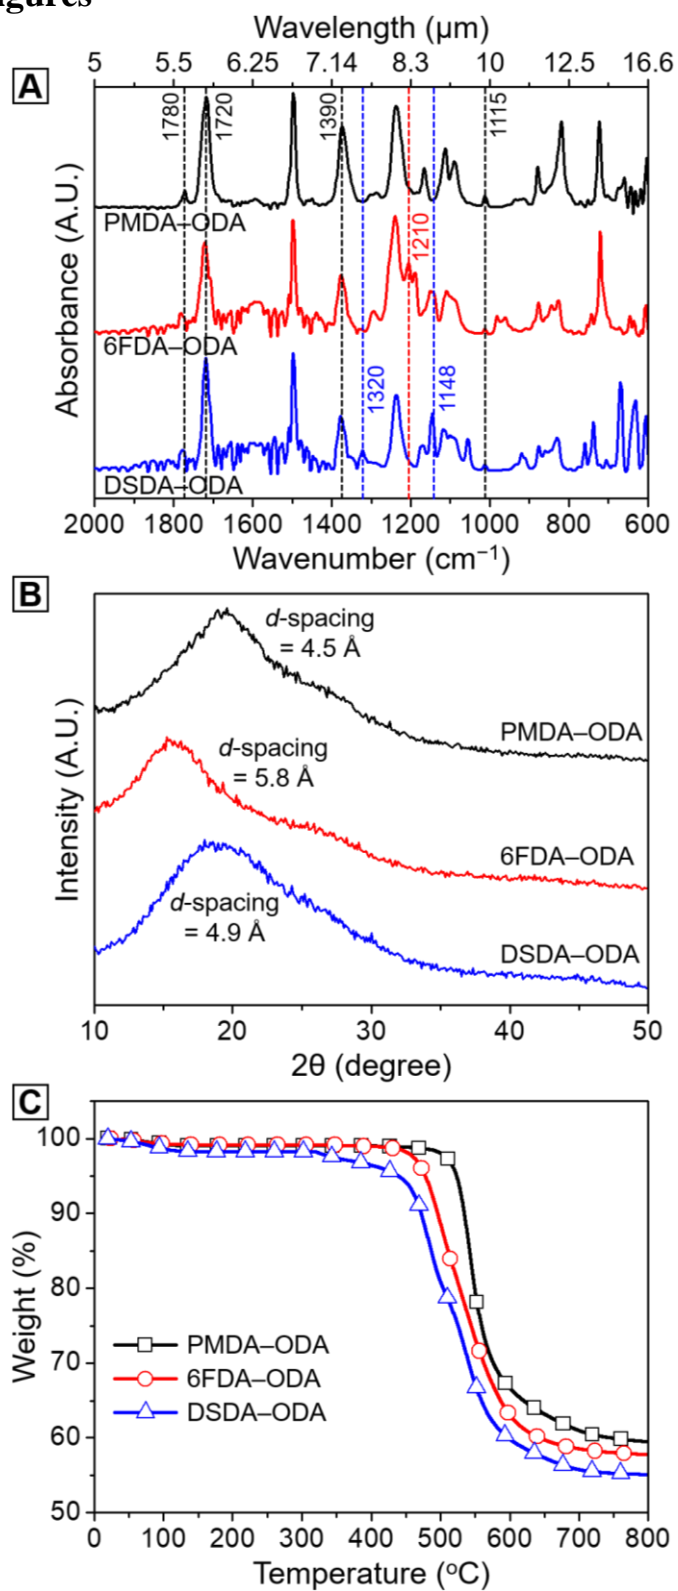 igures
Wavelength (μm)
5 5.5 6.25 7.14 8.3 10 12.5 16.6
A
1780
1720
1390
1115
PMDA–ODA
1210
6FDA–ODA
1320
1148
DSDA–ODA
Absorbance (A.U.)
2000 1800 1600 1400 1200 1000 800 600
Wavenumber (cm⁻¹)
B
d-spacing
= 4.5 Å
PMDA–ODA
d-spacing
= 5.8 Å
6FDA–ODA
d-spacing
= 4.9 Å
DSDA–ODA
Intensity (A.U.)
10 20 30 40 50
2θ (degree)
C
100
90
80
70
60
50
Weight (%)
PMDA–ODA
6FDA–ODA
DSDA–ODA
0 100 200 300 400 500 600 700 800
Temperature (°C)